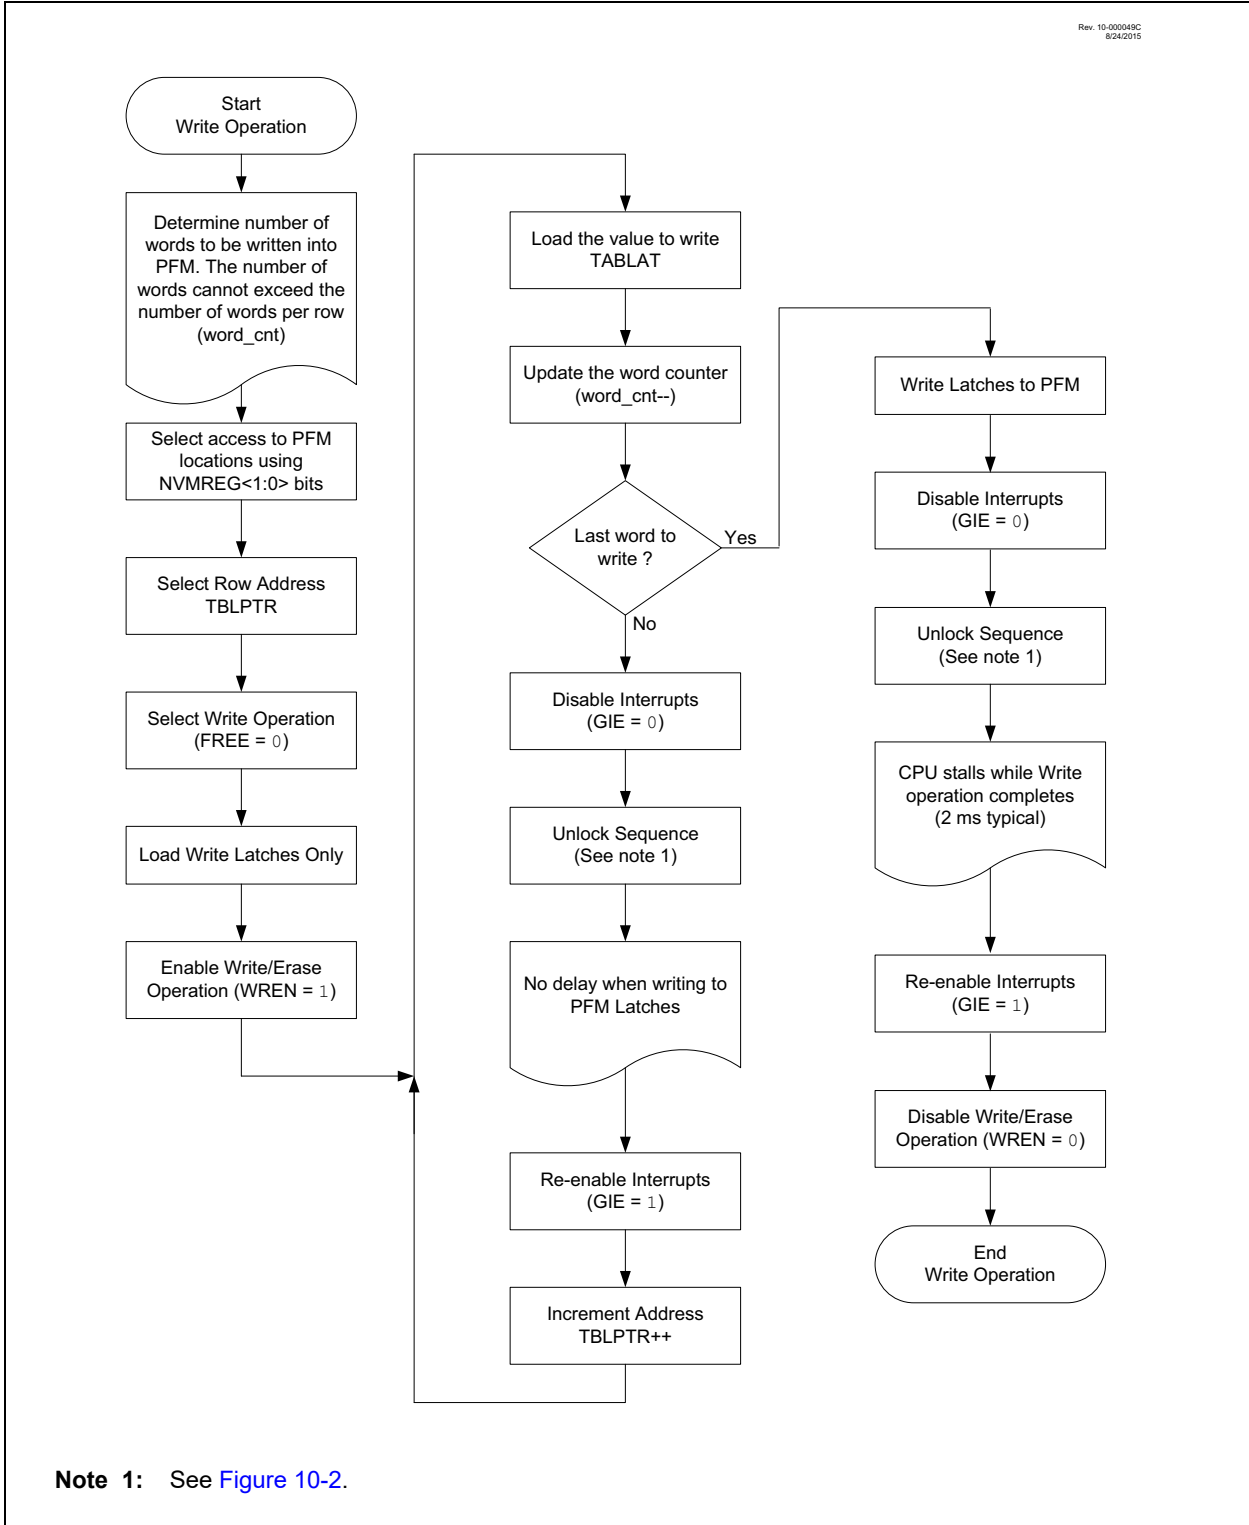 Rev. 10-000049C
8/24/2015
Start
Write Operation
Determine number of
words to be written into
PFM. The number of
words cannot exceed the
number of words per row
(word_cnt)
Select access to PFM
locations using
NVMREG<1:0> bits
Select Row Address
TBLPTR
Select Write Operation
(FREE = 0)
Load Write Latches Only
Enable Write/Erase
Operation (WREN = 1)
Load the value to write
TABLAT
Update the word counter
(word_cnt--)
Last word to
write ?
Yes
No
Disable Interrupts
(GIE = 0)
Unlock Sequence
(See note 1)
No delay when writing to
PFM Latches
Re-enable Interrupts
(GIE = 1)
Increment Address
TBLPTR++
Write Latches to PFM
Disable Interrupts
(GIE = 0)
Unlock Sequence
(See note 1)
CPU stalls while Write
operation completes
(2 ms typical)
Re-enable Interrupts
(GIE = 1)
Disable Write/Erase
Operation (WREN = 0)
End
Write Operation
Note 1: See Figure 10-2.